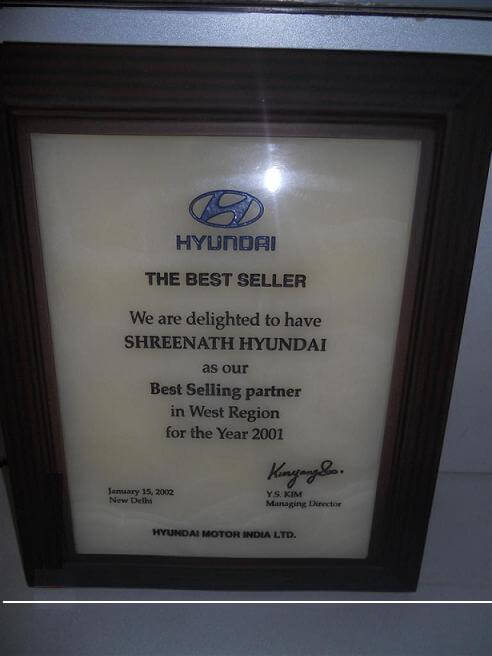 HYUNDAI
THE BEST SELLER
We are delighted to have
SHREENATH HYUNDAI
as our
Best Selling partner
in West Region
for the Year 2001
January 15, 2002
New Delhi
Y.S. KIM
Managing Director
HYUNDAI MOTOR INDIA LTD.